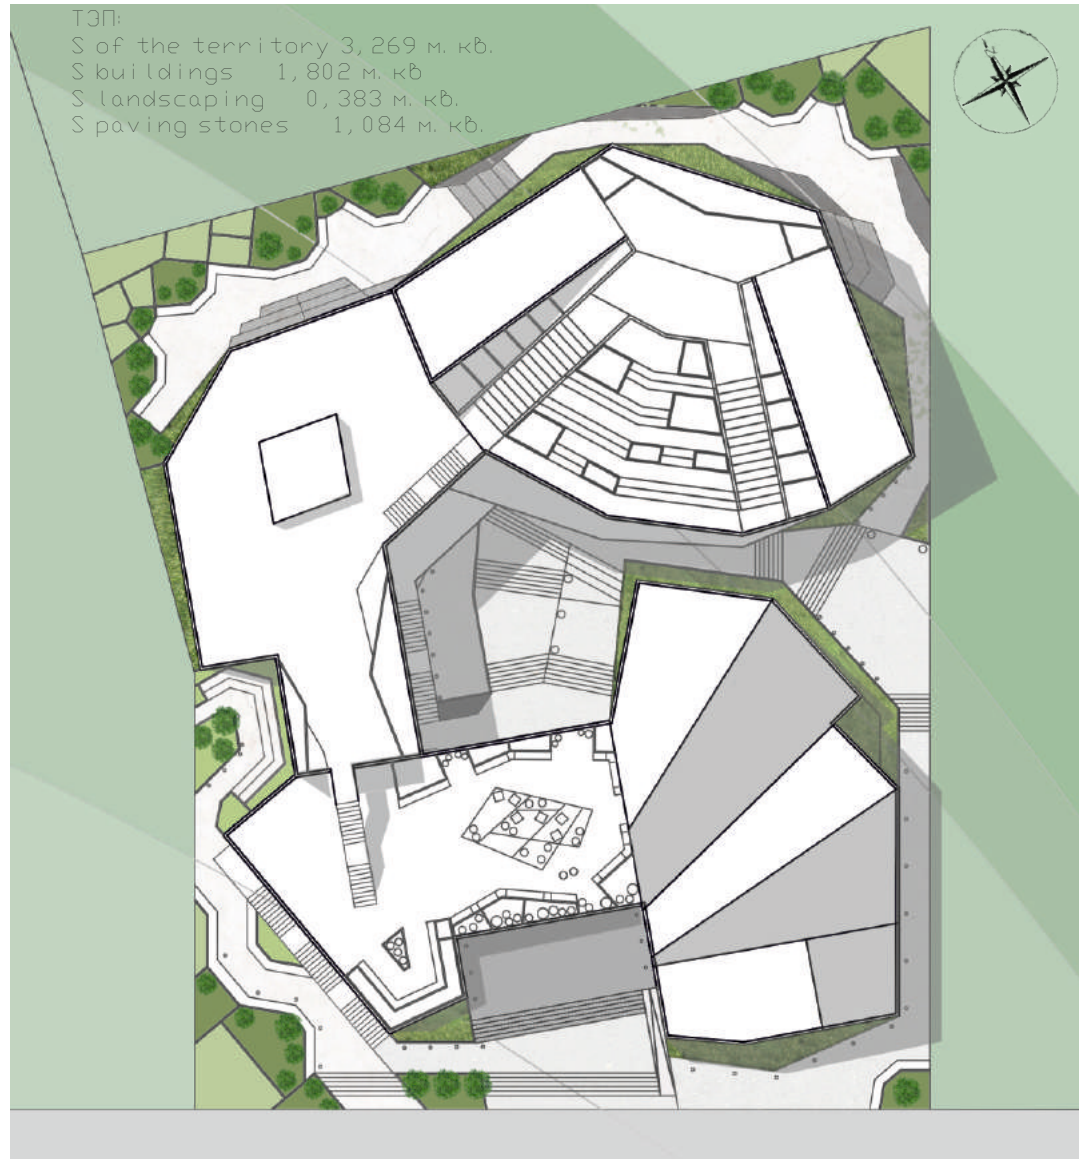 ТЭП:
S of the territory 3,269 м. кв.
S buildings 1,802 м. кв
S landscaping 0,383 м. кв.
S paving stones 1,084 м. кв.